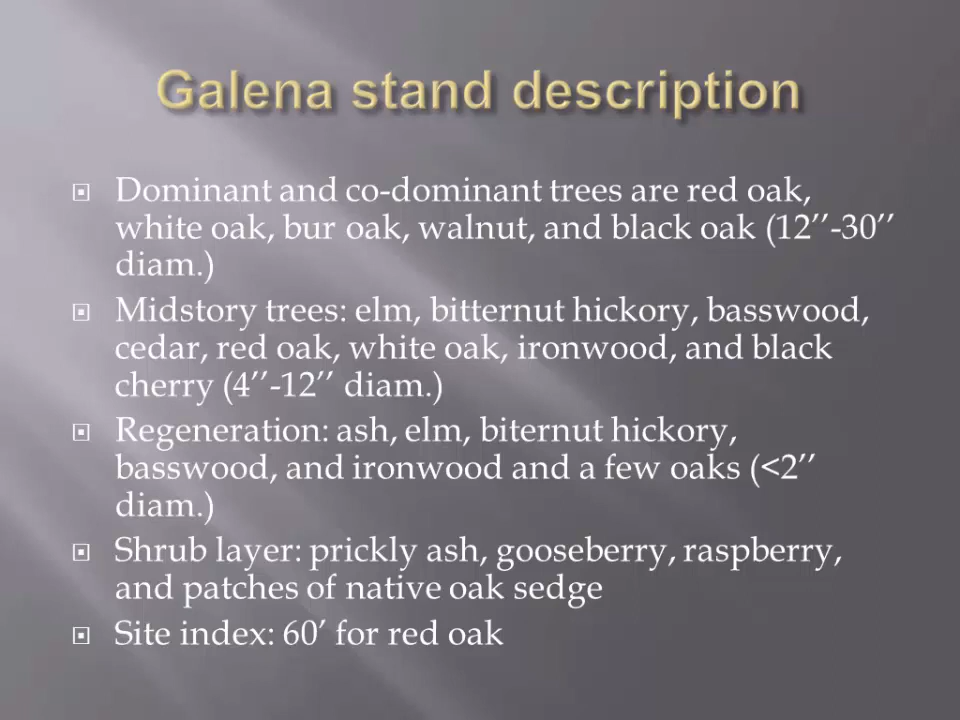 Galena stand description
Dominant and co-dominant trees are red oak,
white oak, bur oak, walnut, and black oak (12’’-30’’
diam.)
Midstory trees: elm, bitternut hickory, basswood,
cedar, red oak, white oak, ironwood, and black
cherry (4’’-12’’ diam.)
Regeneration: ash, elm, biternut hickory,
basswood, and ironwood and a few oaks (<2’’
diam.)
Shrub layer: prickly ash, gooseberry, raspberry,
and patches of native oak sedge
Site index: 60’ for red oak